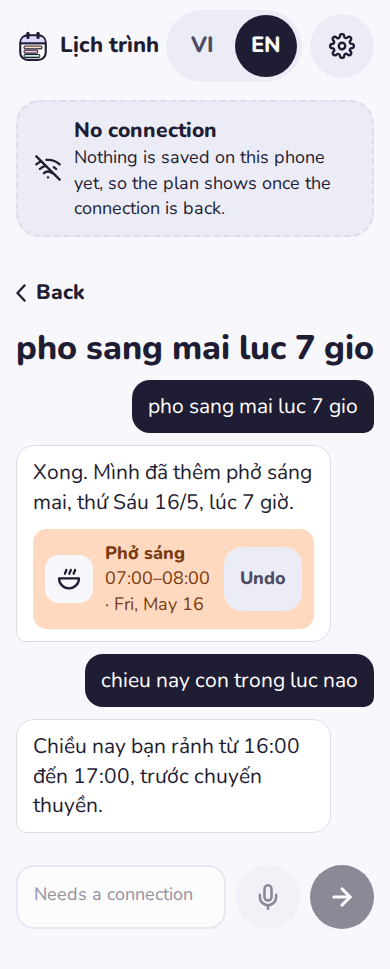 Lịch trình
VI
EN
No connection
Nothing is saved on this phone
yet, so the plan shows once the
connection is back.
Back
pho sang mai luc 7 gio
pho sang mai luc 7 gio
Xong. Mình đã thêm phở sáng
mai, thứ Sáu 16/5, lúc 7 giờ.
Phở sáng
07:00–08:00
· Fri, May 16
Undo
chieu nay con trong luc nao
Chiều nay bạn rảnh từ 16:00
đến 17:00, trước chuyến
thuyền.
Needs a connection